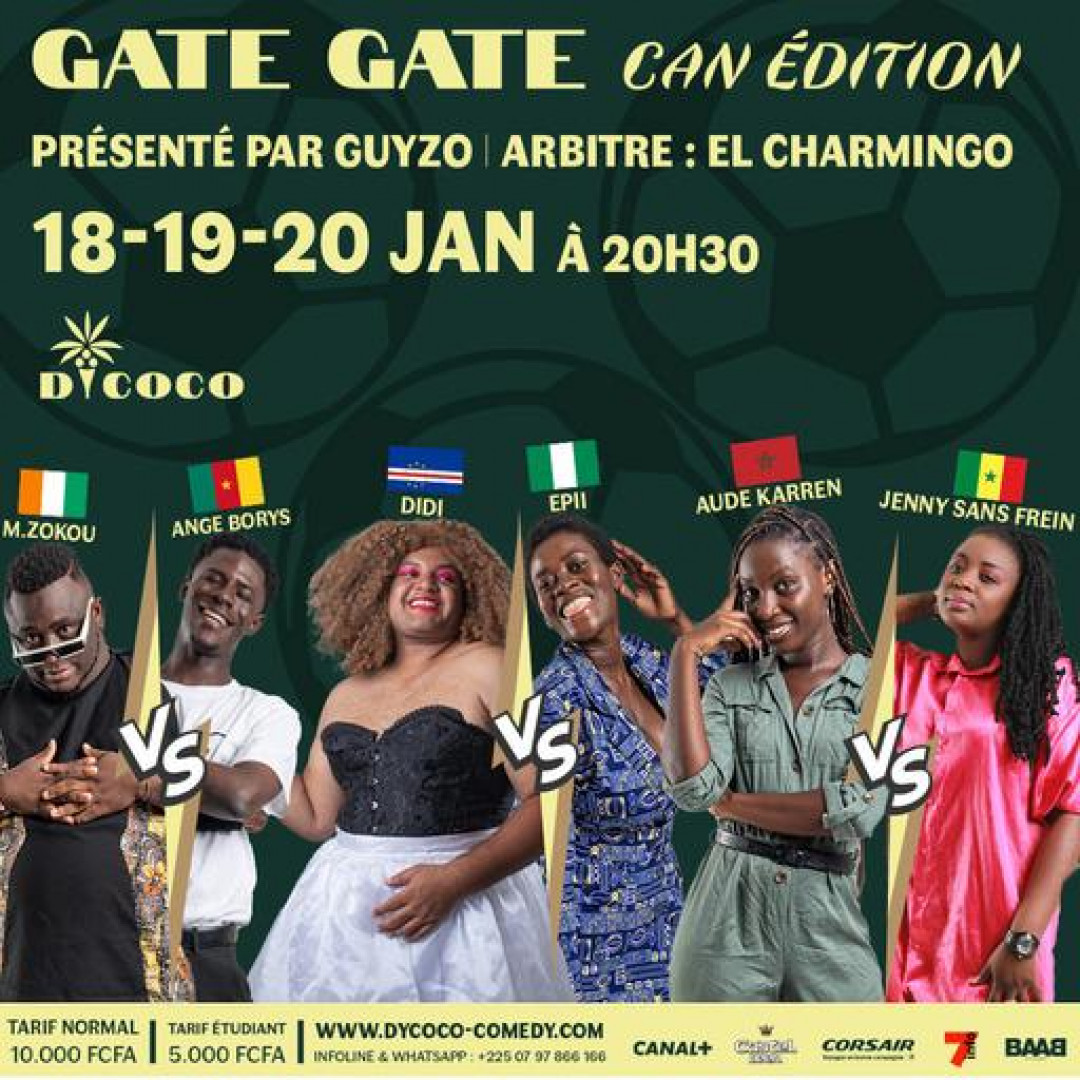 GATE GATE CAN ÉDITION
PRÉSENTÉ PAR GUYZO | ARBITRE : EL CHARMINGO
18-19-20 JAN À 20H30
DYCOCO
M.ZOKOU
ANGE BORYS
DIDI
EPII
AUDE KARREN
JENNY SANS FREIN
VS
VS
VS
TARIF NORMAL
10.000 FCFA
TARIF ÉTUDIANT
5.000 FCFA
WWW.DYCOCO-COMEDY.COM
INFOLINE & WHATSAPP : +225 07 97 866 166
CANAL+
CORSAIR
7info
BAAB